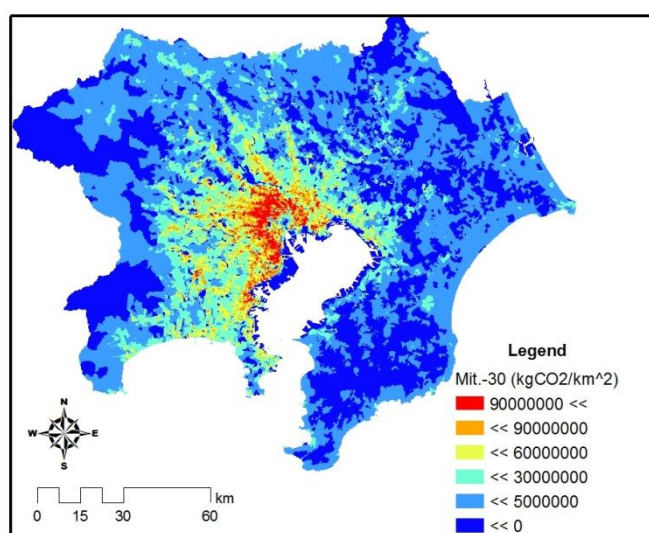 Legend
Mit.-30 (kgCO2/km^2)
90000000 <<
<< 90000000
<< 60000000
<< 30000000
<< 5000000
<< 0
N
W E
S
km
0 15 30 60